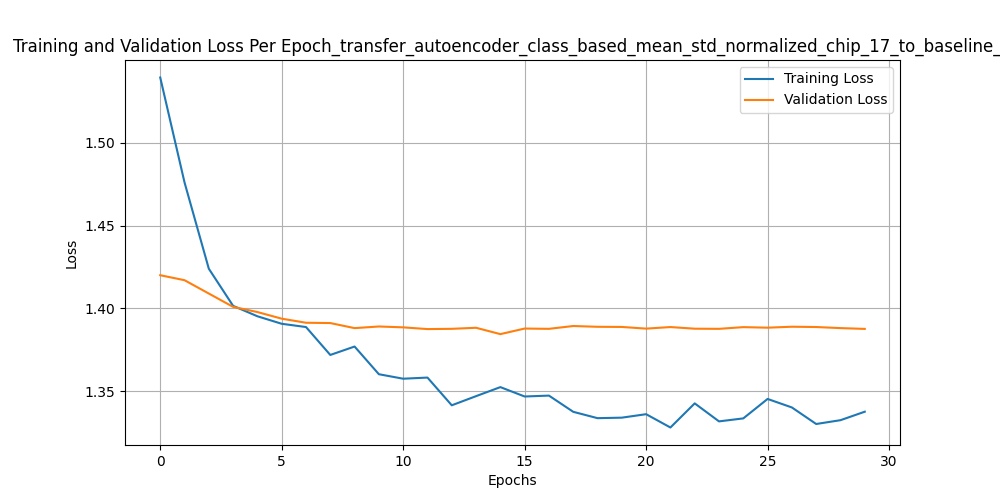 Training and Validation Loss Per Epoch_transfer_autoencoder_class_based_mean_std_normalized_chip_17_to_baseline_
Training Loss
Validation Loss
1.50
1.45
1.40
1.35
Loss
0 5 10 15 20 25 30
Epochs